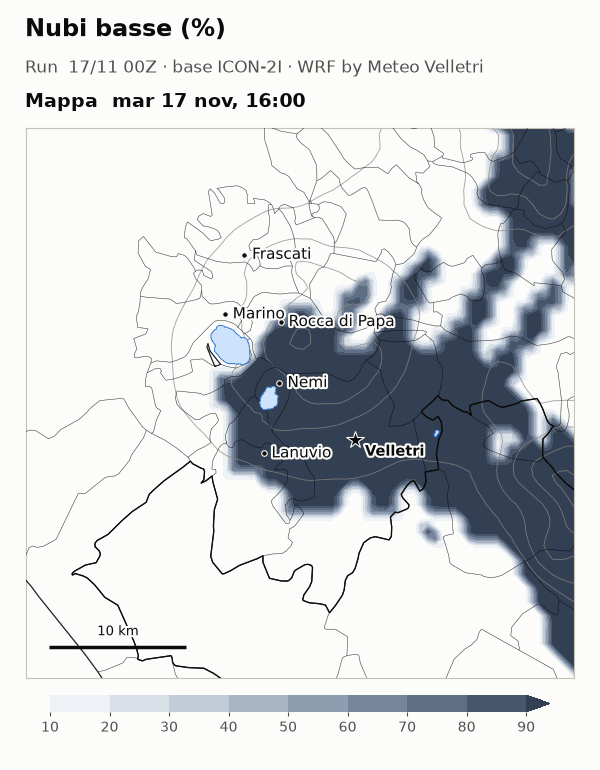 Nubi basse (%)
Run  17/11 00Z · base ICON-2I · WRF by Meteo Velletri
Mappa  mar 17 nov, 16:00
Frascati
Marino
Rocca di Papa
Nemi
Velletri
Lanuvio
10 km
10 20 30 40 50 60 70 80 90